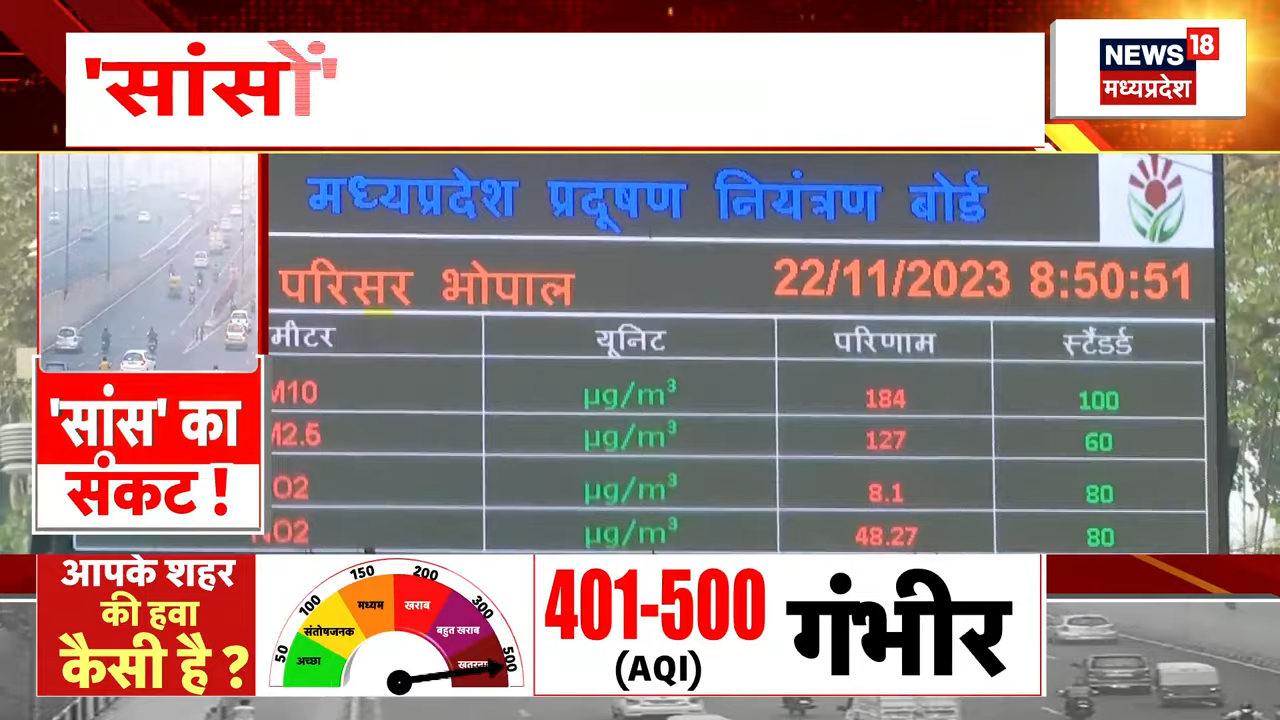 'सांसों'
NEWS 18
मध्यप्रदेश
मध्यप्रदेश प्रदूषण नियंत्रण बोर्ड
परिसर भोपाल 22/11/2023 8:50:51
मीटर यूनिट परिणाम स्टैंडर्ड
M10 µg/m³ 184 100
M2.5 µg/m³ 127 60
O2 µg/m³ 8.1 80
NO2 µg/m³ 48.27 80
'सांस' का
संकट !
आपके शहर
की हवा
कैसी है ?
50 100 150 200 300 500
अच्छा संतोषजनक मध्यम खराब बहुत खराब
401-500
(AQI)
गंभीर